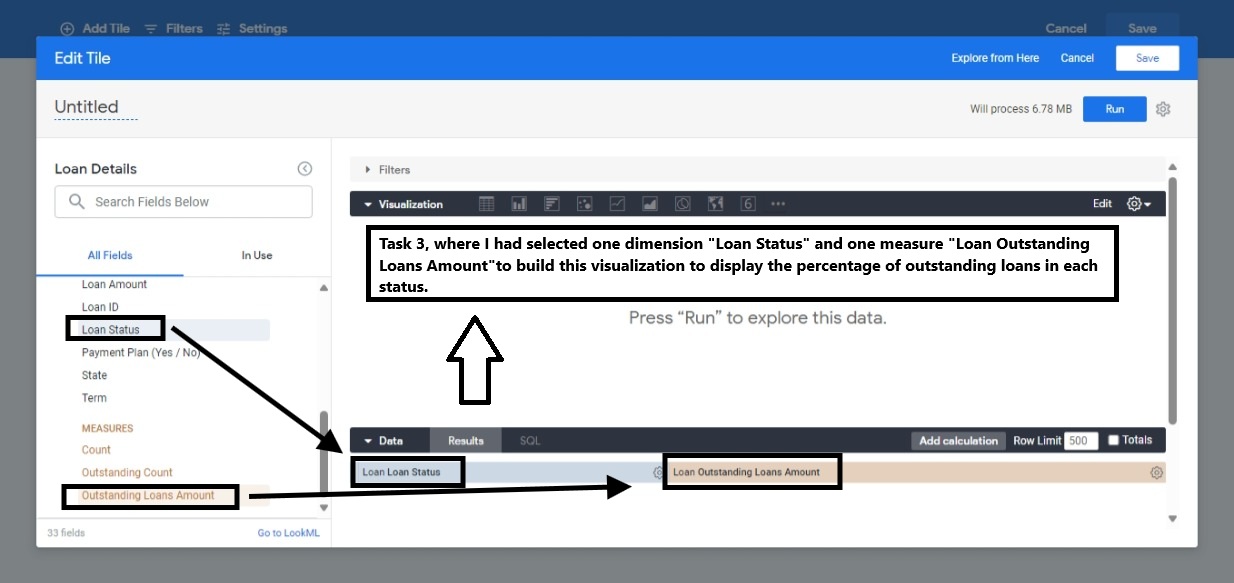 Add Tile Filters Settings Cancel Save
Edit Tile Explore from Here Cancel Save
Untitled Will process 6.78 MB Run
Loan Details
Search Fields Below
All Fields In Use
Loan Amount
Loan ID
Loan Status
Payment Plan (Yes / No)
State
Term
MEASURES
Count
Outstanding Count
Outstanding Loans Amount
33 fields Go to LookML
Filters
Visualization 6 Edit
Task 3, where I had selected one dimension "Loan Status" and one measure "Loan Outstanding
Loans Amount"to build this visualization to display the percentage of outstanding loans in each
status.
Press “Run” to explore this data.
Data Results SQL Add calculation Row Limit 500 Totals
Loan Loan Status Loan Outstanding Loans Amount